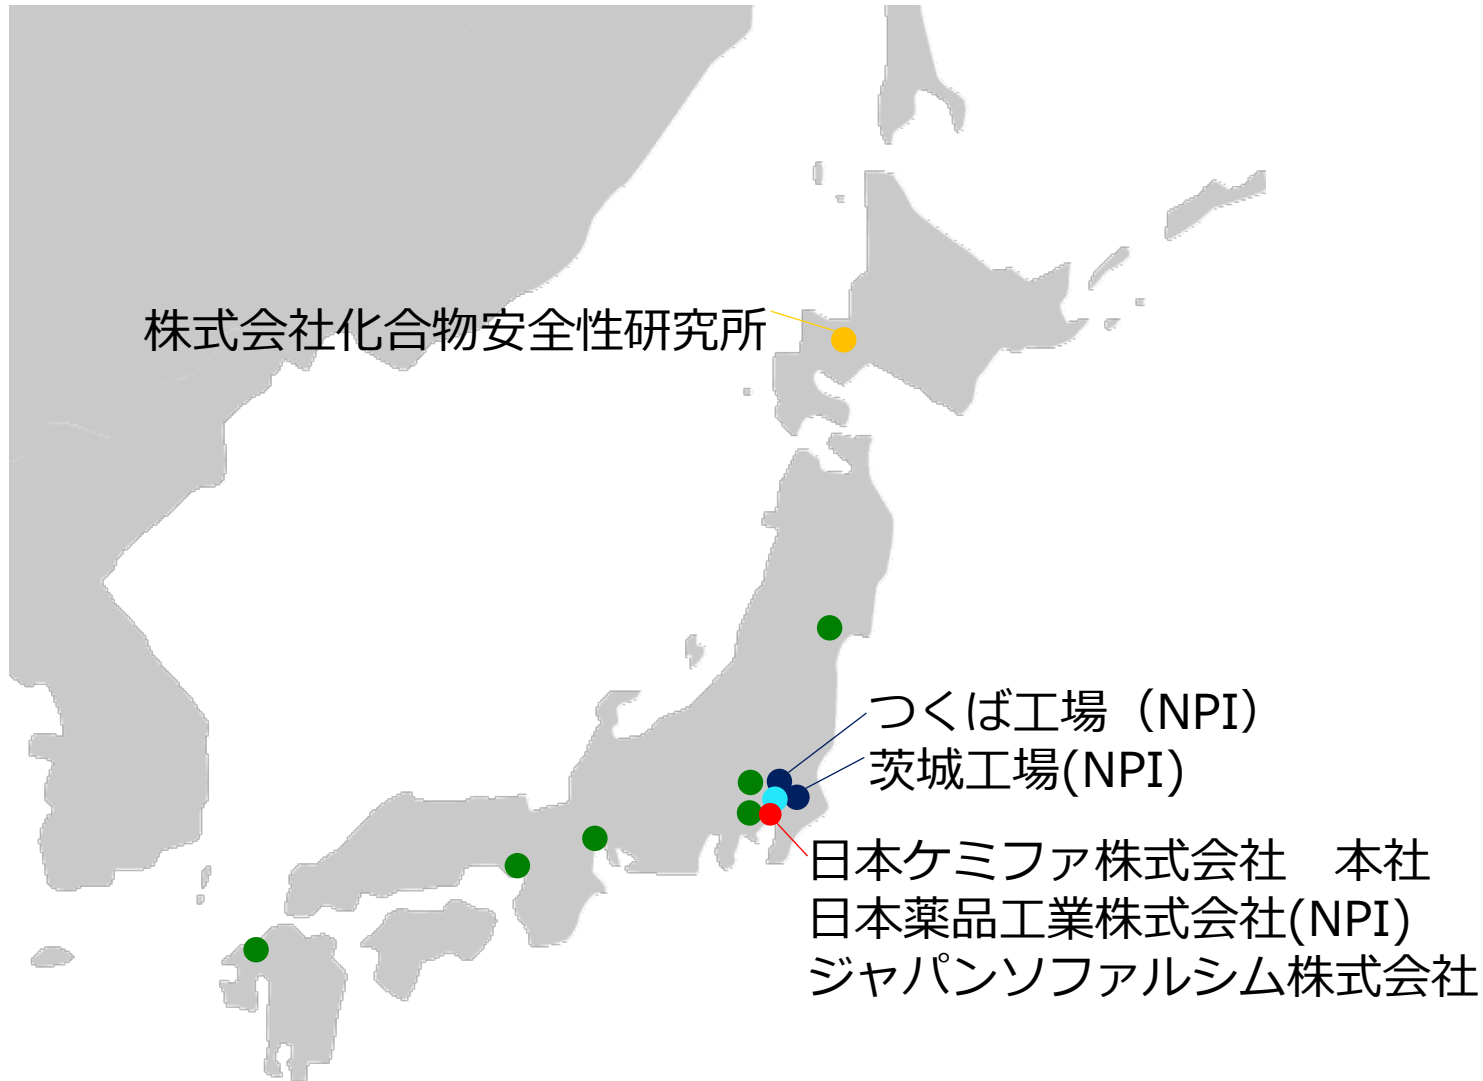 株式会社化合物安全性研究所
つくば工場（NPI）
茨城工場(NPI)
日本ケミファ株式会社　本社
日本薬品工業株式会社(NPI)
ジャパンソファルシム株式会社